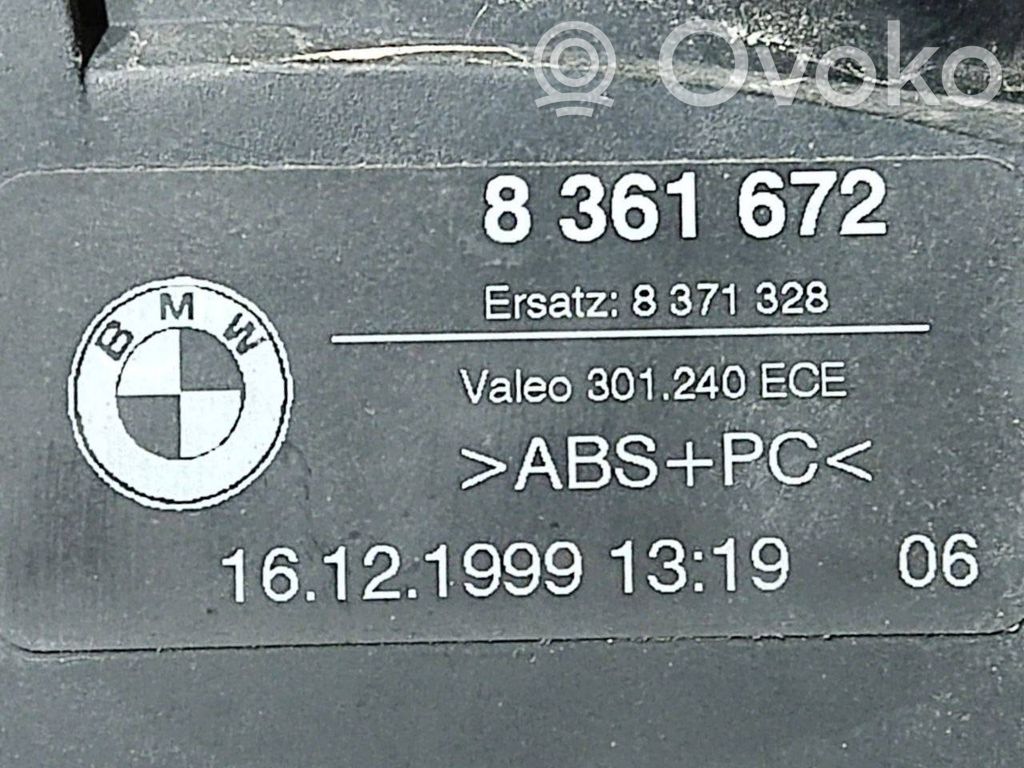 Ovoko
8 361 672
Ersatz: 8 371 328
BMW
Valeo 301.240 ECE
>ABS+PC<
16.12.1999 13:19 06